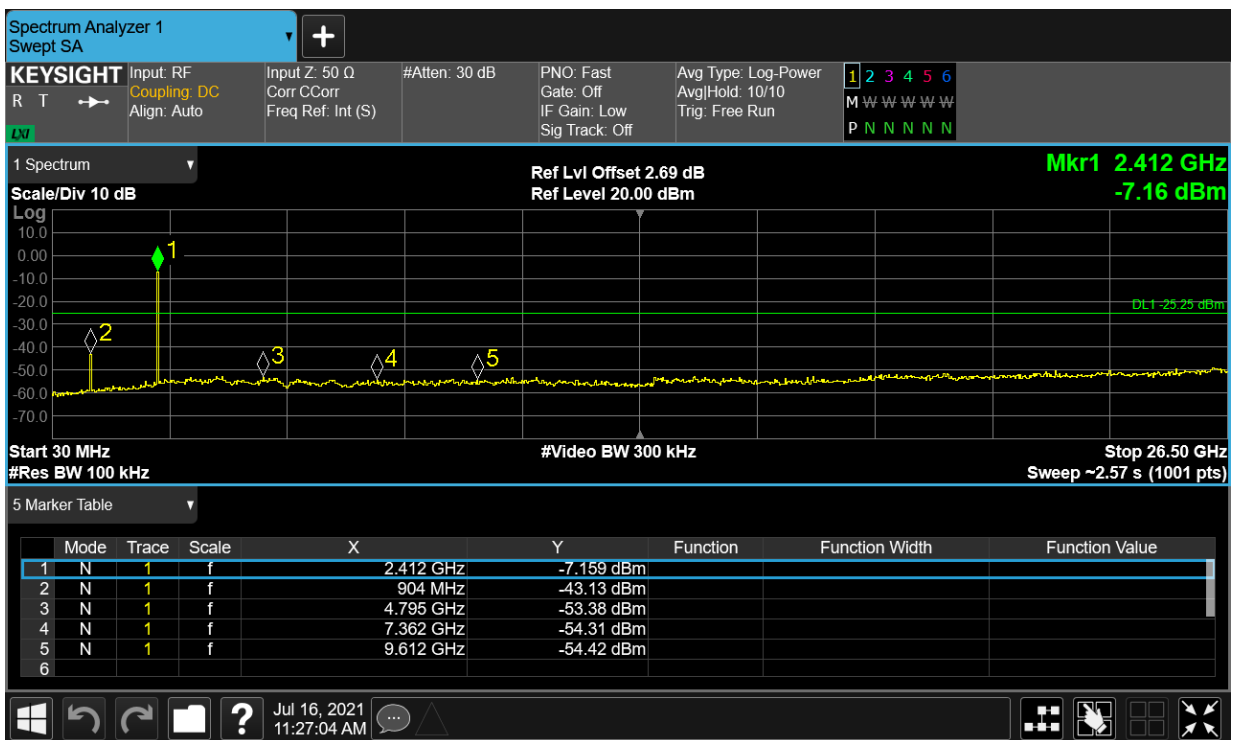 Spectrum Analyzer 1
Swept SA
KEYSIGHT
R T
LXI
Input: RF
Coupling: DC
Align: Auto
Input Z: 50 Ω
Corr CCorr
Freq Ref: Int (S)
#Atten: 30 dB
PNO: Fast
Gate: Off
IF Gain: Low
Sig Track: Off
Avg Type: Log-Power
Avg|Hold: 10/10
Trig: Free Run
1 2 3 4 5 6
M W W W W W
P N N N N N
1 Spectrum
Scale/Div 10 dB
Ref Lvl Offset 2.69 dB
Ref Level 20.00 dBm
Mkr1 2.412 GHz
-7.16 dBm
Log
10.0
0.00
-10.0
-20.0
-30.0
-40.0
-50.0
-60.0
-70.0
1
2
3
4
5
DL1 -25.25 dBm
Start 30 MHz
#Video BW 300 kHz
Stop 26.50 GHz
#Res BW 100 kHz
Sweep ~2.57 s (1001 pts)
5 Marker Table
Mode Trace Scale X Y Function Function Width Function Value
1 N 1 f 2.412 GHz -7.159 dBm
2 N 1 f 904 MHz -43.13 dBm
3 N 1 f 4.795 GHz -53.38 dBm
4 N 1 f 7.362 GHz -54.31 dBm
5 N 1 f 9.612 GHz -54.42 dBm
6
?
Jul 16, 2021
11:27:04 AM